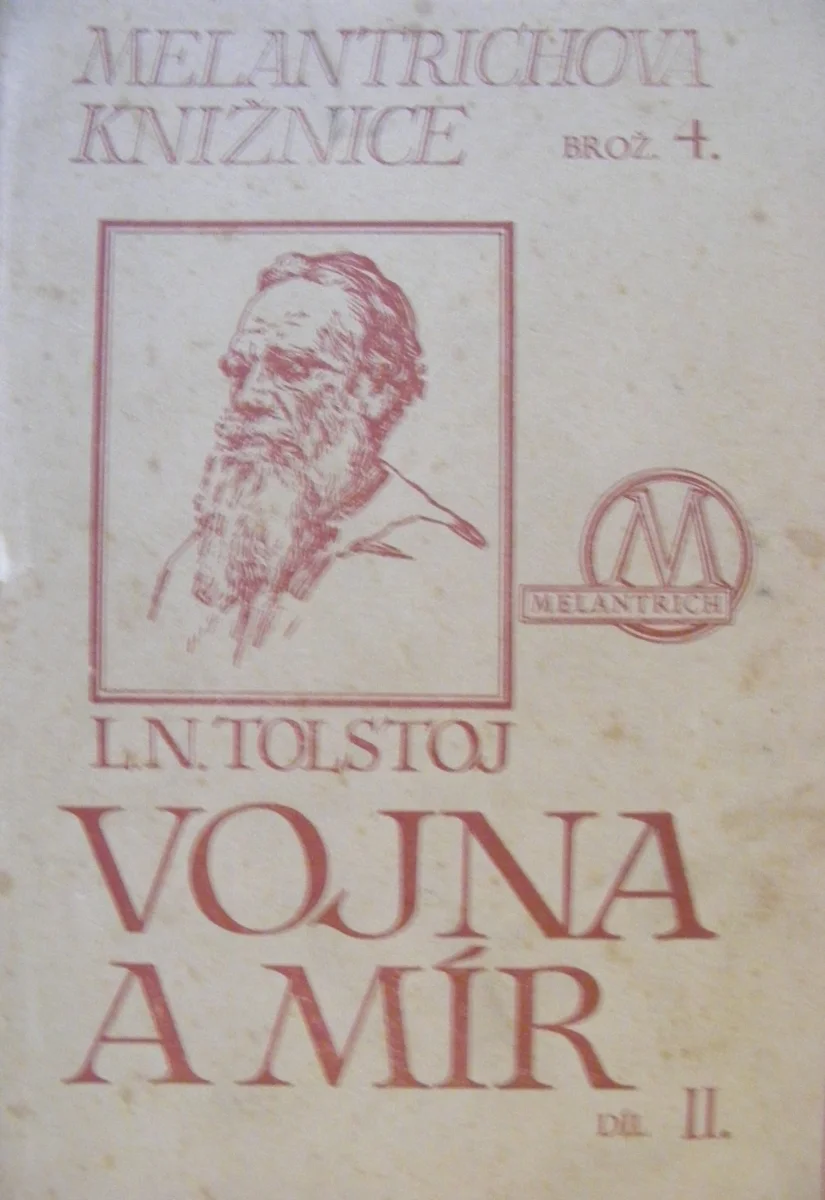 MELANTRICHOVA
KNIŽNICE BROŽ. 4.
M
MELANTRICH
L.N.TOLSTOJ
VOJNA
A MÍR
DÍL II.